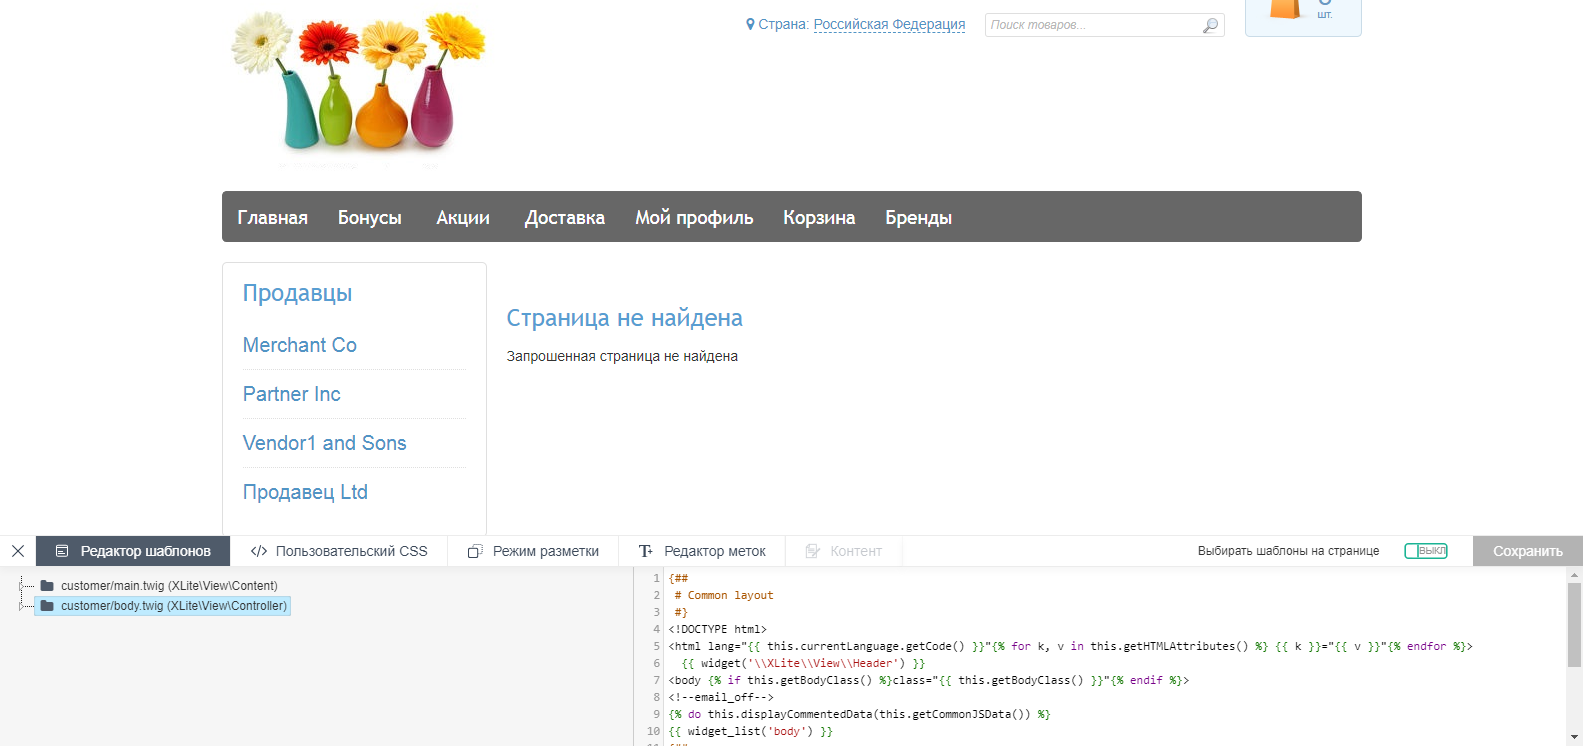 Страна: Российская Федерация
Поиск товаров...
шт.
Главная Бонусы Акции Доставка Мой профиль Корзина Бренды
Продавцы
Merchant Co
Partner Inc
Vendor1 and Sons
Продавец Ltd
Страница не найдена
Запрошенная страница не найдена
Редактор шаблонов </> Пользовательский CSS Режим разметки Редактор меток Контент Выбирать шаблоны на странице ВЫКЛ Сохранить
customer/main.twig (XLite\View\Content)
customer/body.twig (XLite\View\Controller)
1 {##
2 # Common layout
3 #}
4 <!DOCTYPE html>
5 <html lang="{{ this.currentLanguage.getCode() }}"{% for k, v in this.getHTMLAttributes() %} {{ k }}="{{ v }}"{% endfor %}>
6 {{ widget('\\XLite\\View\\Header') }}
7 <body {% if this.getBodyClass() %}class="{{ this.getBodyClass() }}"{% endif %}>
8 <!--email_off-->
9 {% do this.displayCommentedData(this.getCommonJSData()) %}
10 {{ widget_list('body') }}